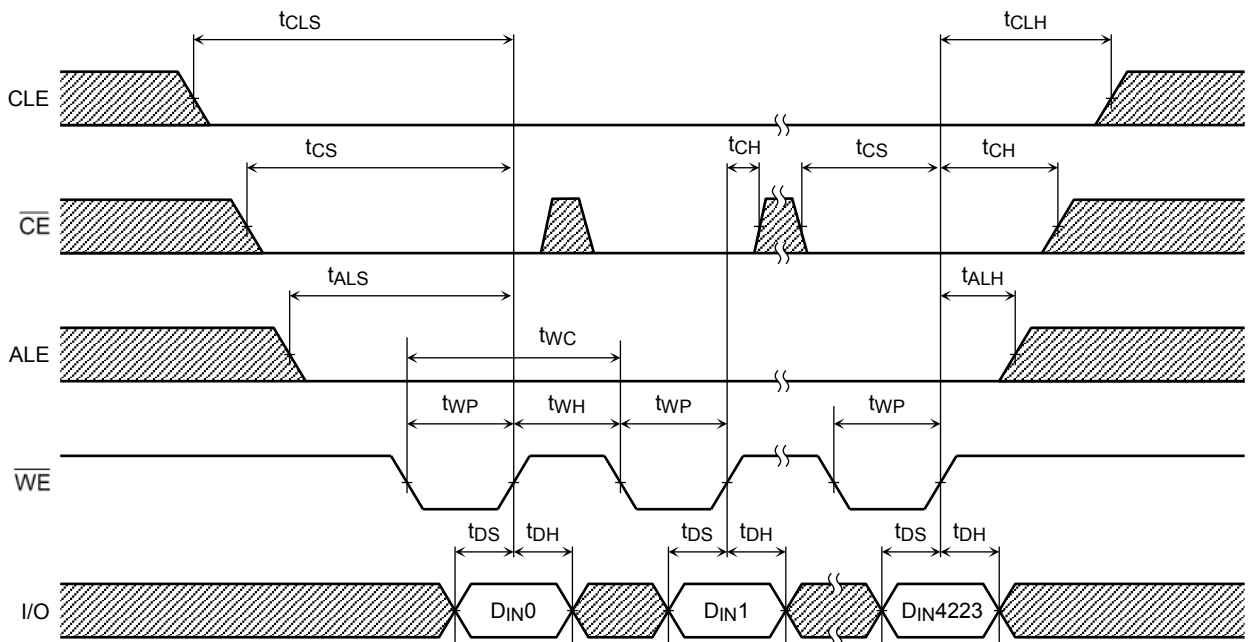 tCLS tCLH
CLE
tCS tCH tCS tCH
CE
tALS tALH
ALE
tWC
tWP tWH tWP tWP
WE
tDS tDH tDS tDH tDS tDH
I/O DIN0 DIN1 DIN4223